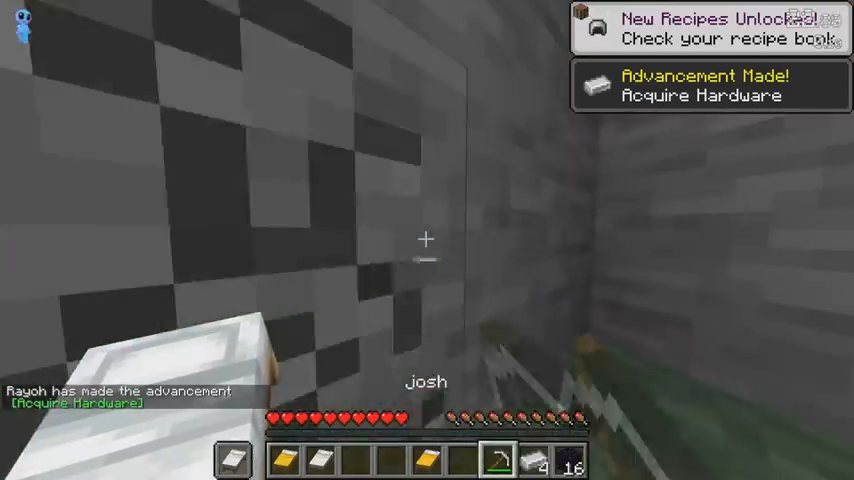 New Recipes Unlocked!
Check your recipe book
Advancement Made!
Acquire Hardware
josh
Rayoh has made the advancement
[Acquire Hardware]
4
16